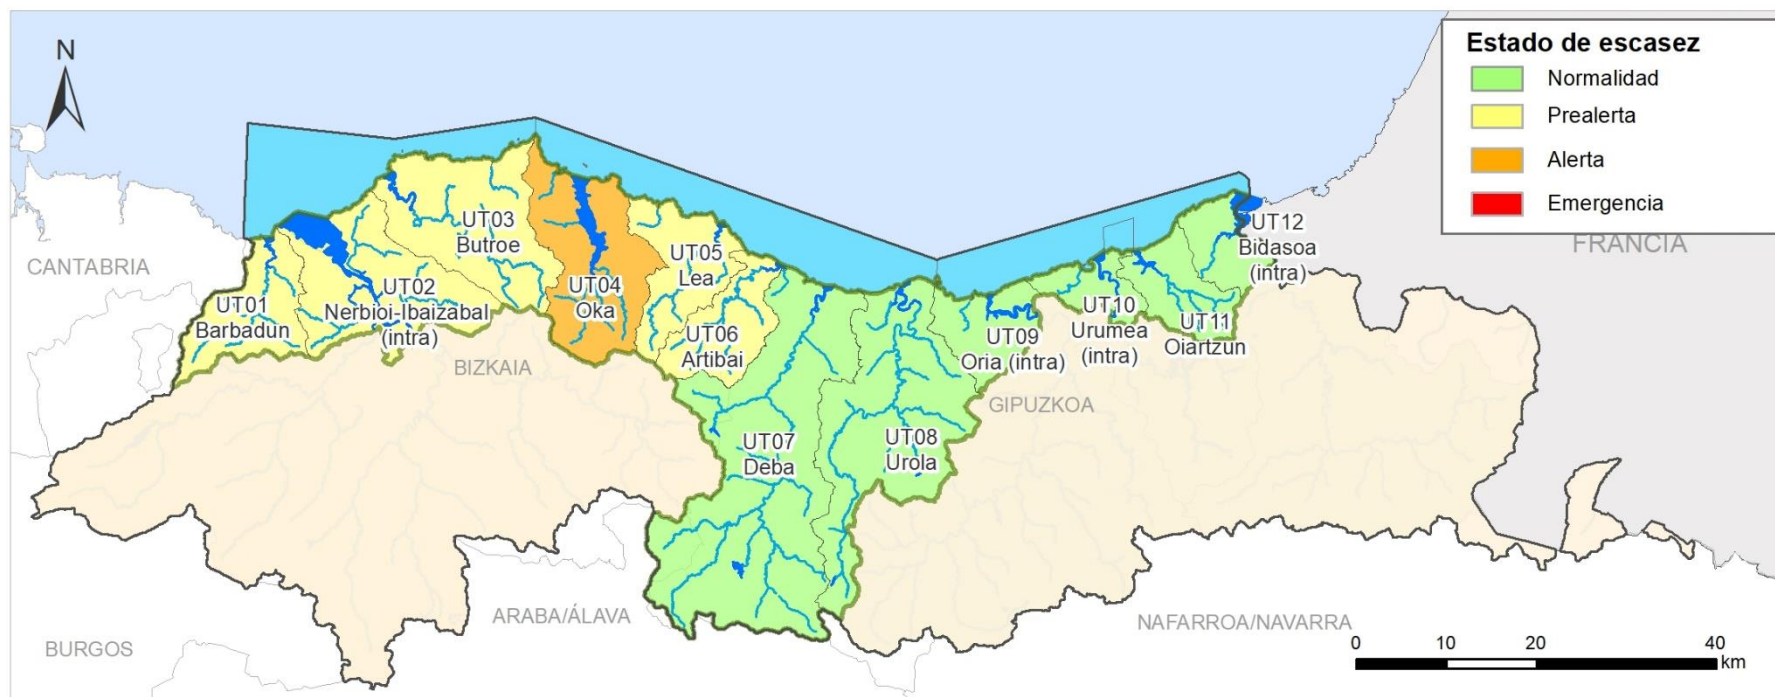 N
Estado de escasez
Normalidad
Prealerta
Alerta
Emergencia
CANTABRIA
FRANCIA
UT01
Barbadun
UT02
Nerbioi-Ibaizabal
(intra)
UT03
Butroe
UT04
Oka
UT05
Lea
UT06
Artibai
UT07
Deba
UT08
Urola
UT09
Oria (intra)
UT10
Urumea
(intra)
UT11
Oiartzun
UT12
Bidasoa
(intra)
BIZKAIA
GIPUZKOA
ARABA/ÁLAVA
NAFARROA/NAVARRA
BURGOS
0 10 20 40
km